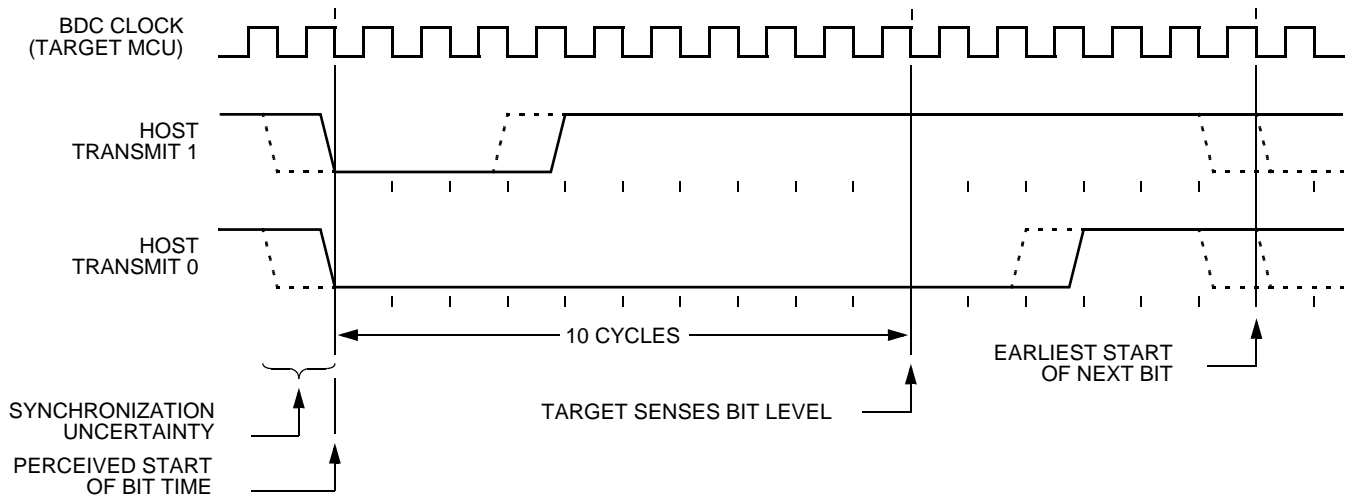 BDC CLOCK
(TARGET MCU)
HOST
TRANSMIT 1
HOST
TRANSMIT 0
10 CYCLES
EARLIEST START
OF NEXT BIT
SYNCHRONIZATION
UNCERTAINTY
TARGET SENSES BIT LEVEL
PERCEIVED START
OF BIT TIME